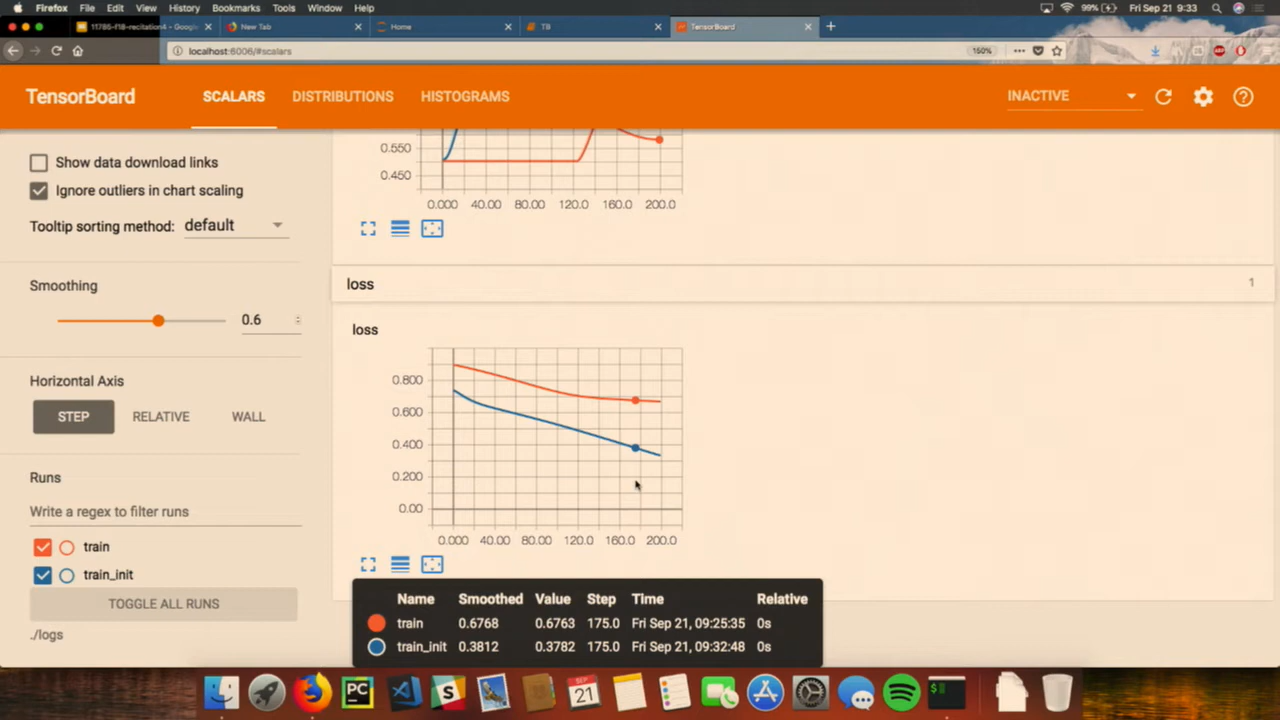 Firefox File Edit View History Bookmarks Tools Window Help 99% Fri Sep 21 9:33
11785-f18-recitation4 - Google New Tab Home TB TensorBoard
localhost:6006/#scalars 150%
TensorBoard SCALARS DISTRIBUTIONS HISTOGRAMS INACTIVE
Show data download links
Ignore outliers in chart scaling
Tooltip sorting method: default
Smoothing
0.6
Horizontal Axis
STEP RELATIVE WALL
Runs
Write a regex to filter runs
train
train_init
TOGGLE ALL RUNS
./logs
0.550
0.450
0.000 40.00 80.00 120.0 160.0 200.0
loss 1
loss
0.800
0.600
0.400
0.200
0.00
0.000 40.00 80.00 120.0 160.0 200.0
Name Smoothed Value Step Time Relative
train 0.6768 0.6763 175.0 Fri Sep 21, 09:25:35 0s
train_init 0.3812 0.3782 175.0 Fri Sep 21, 09:32:48 0s
PC
SEP
21
$